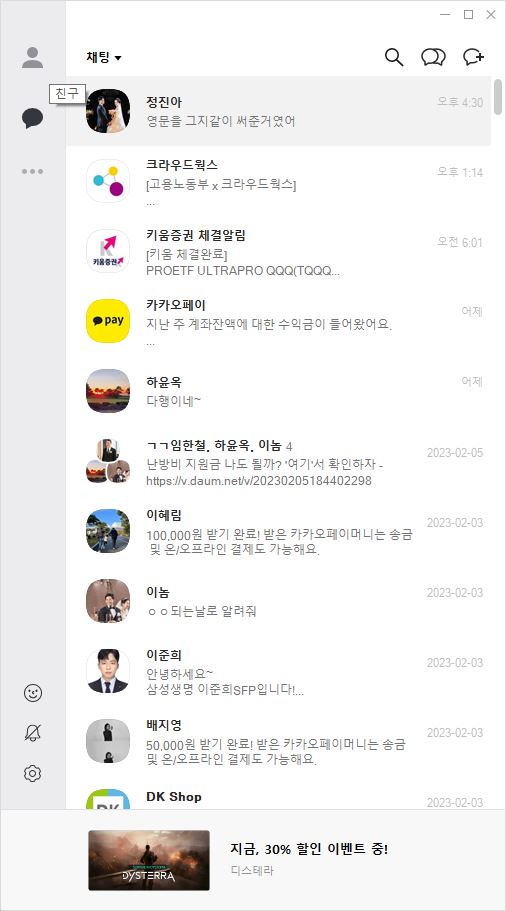 채팅
친구
정진아
오후 4:30
영문을 그지같이 써준거였어
크라우드웍스
오후 1:14
[고용노동부 x 크라우드웍스]
...
키움증권 체결알림
오전 6:01
[키움 체결완료]
PROETF ULTRAPRO QQQ(TQQQ...
키움증권
카카오페이
어제
pay
지난 주 계좌잔액에 대한 수익금이 들어왔어요.
...
하윤옥
어제
다행이네~
ㄱㄱ임한철, 하윤옥, 이놈 4
2023-02-05
난방비 지원금 나도 될까? '여기'서 확인하자 -
https://v.daum.net/v/20230205184402298
이혜림
2023-02-03
100,000원 받기 완료! 받은 카카오페이머니는 송금
및 온/오프라인 결제도 가능해요.
이놈
2023-02-03
ㅇㅇ되는날로 알려줘
이준희
2023-02-03
안녕하세요~
삼성생명 이준희SFP입니다!...
배지영
2023-02-03
50,000원 받기 완료! 받은 카카오페이머니는 송금
및 온/오프라인 결제도 가능해요.
DK Shop
2023-02-03
DK
지금, 30% 할인 이벤트 중!
DYSTERRA
디스테라